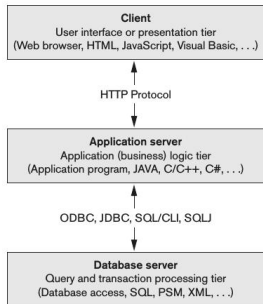 Client
User interface or presentation tier
(Web browser, HTML, JavaScript, Visual Basic, . . .)
HTTP Protocol
Application server
Application (business) logic tier
(Application program, JAVA, C/C++, C#, . . .)
ODBC, JDBC, SQL/CLI, SQLJ
Database server
Query and transaction processing tier
(Database access, SQL, PSM, XML, . . .)